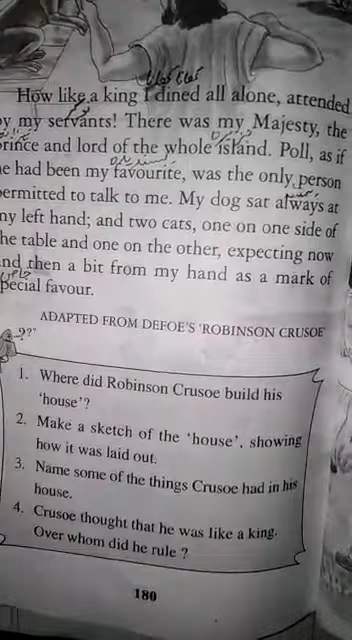 How like a king I dined all alone, attended
by my servants! There was my Majesty, the
prince and lord of the whole island. Poll, as if
he had been my favourite, was the only person
permitted to talk to me. My dog sat always at
my left hand; and two cats, one on one side of
the table and one on the other, expecting now
and then a bit from my hand as a mark of
special favour.
ADAPTED FROM DEFOE'S 'ROBINSON CRUSOE'
..??"
1. Where did Robinson Crusoe build his
'house'?
2. Make a sketch of the 'house', showing
how it was laid out.
3. Name some of the things Crusoe had in his
house.
4. Crusoe thought that he was like a king.
Over whom did he rule ?
180